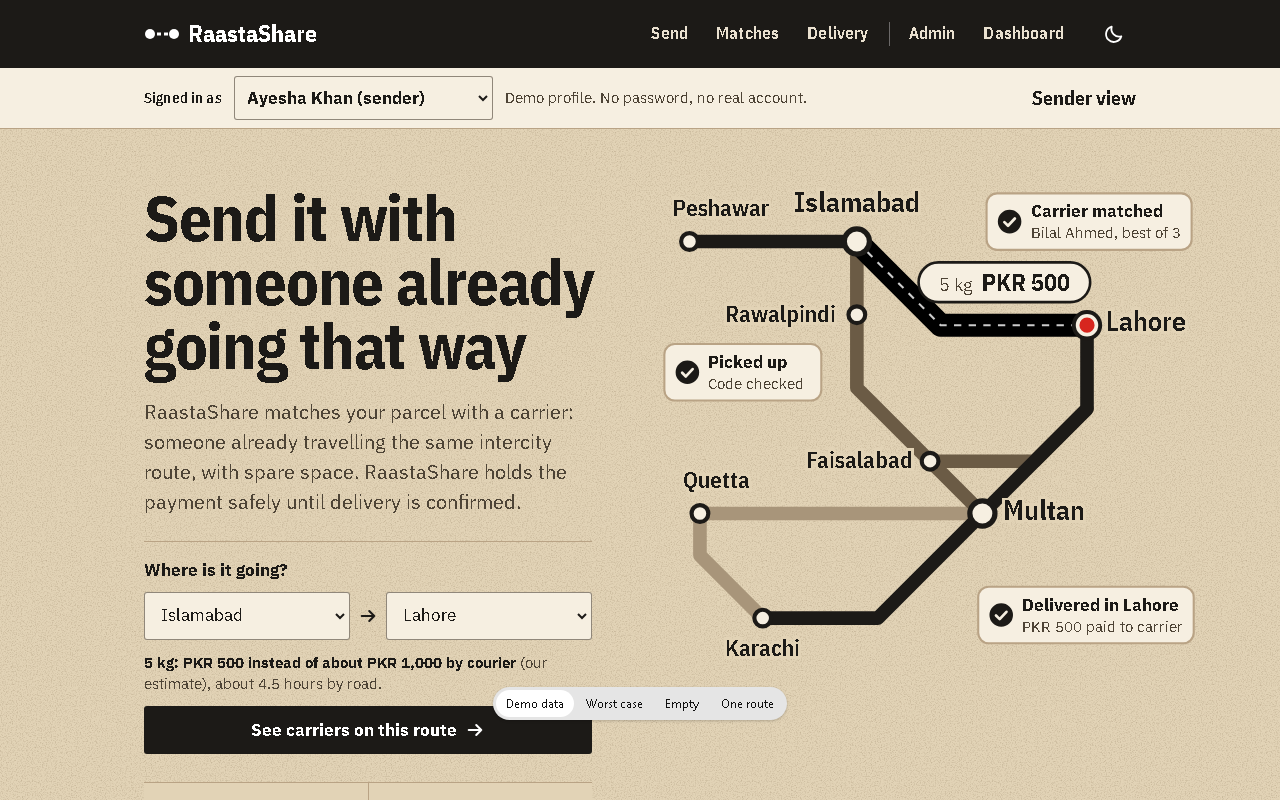 RaastaShare
Send Matches Delivery Admin Dashboard
Signed in as Ayesha Khan (sender) Demo profile. No password, no real account. Sender view
Send it with
someone already
going that way
RaastaShare matches your parcel with a carrier:
someone already travelling the same intercity
route, with spare space. RaastaShare holds the
payment safely until delivery is confirmed.
Where is it going?
Islamabad → Lahore
5 kg: PKR 500 instead of about PKR 1,000 by courier (our
estimate), about 4.5 hours by road.
See carriers on this route →
Peshawar
Islamabad
Carrier matched
Bilal Ahmed, best of 3
5 kg PKR 500
Rawalpindi
Lahore
Picked up
Code checked
Faisalabad
Quetta
Multan
Delivered in Lahore
PKR 500 paid to carrier
Karachi
Demo data Worst case Empty One route